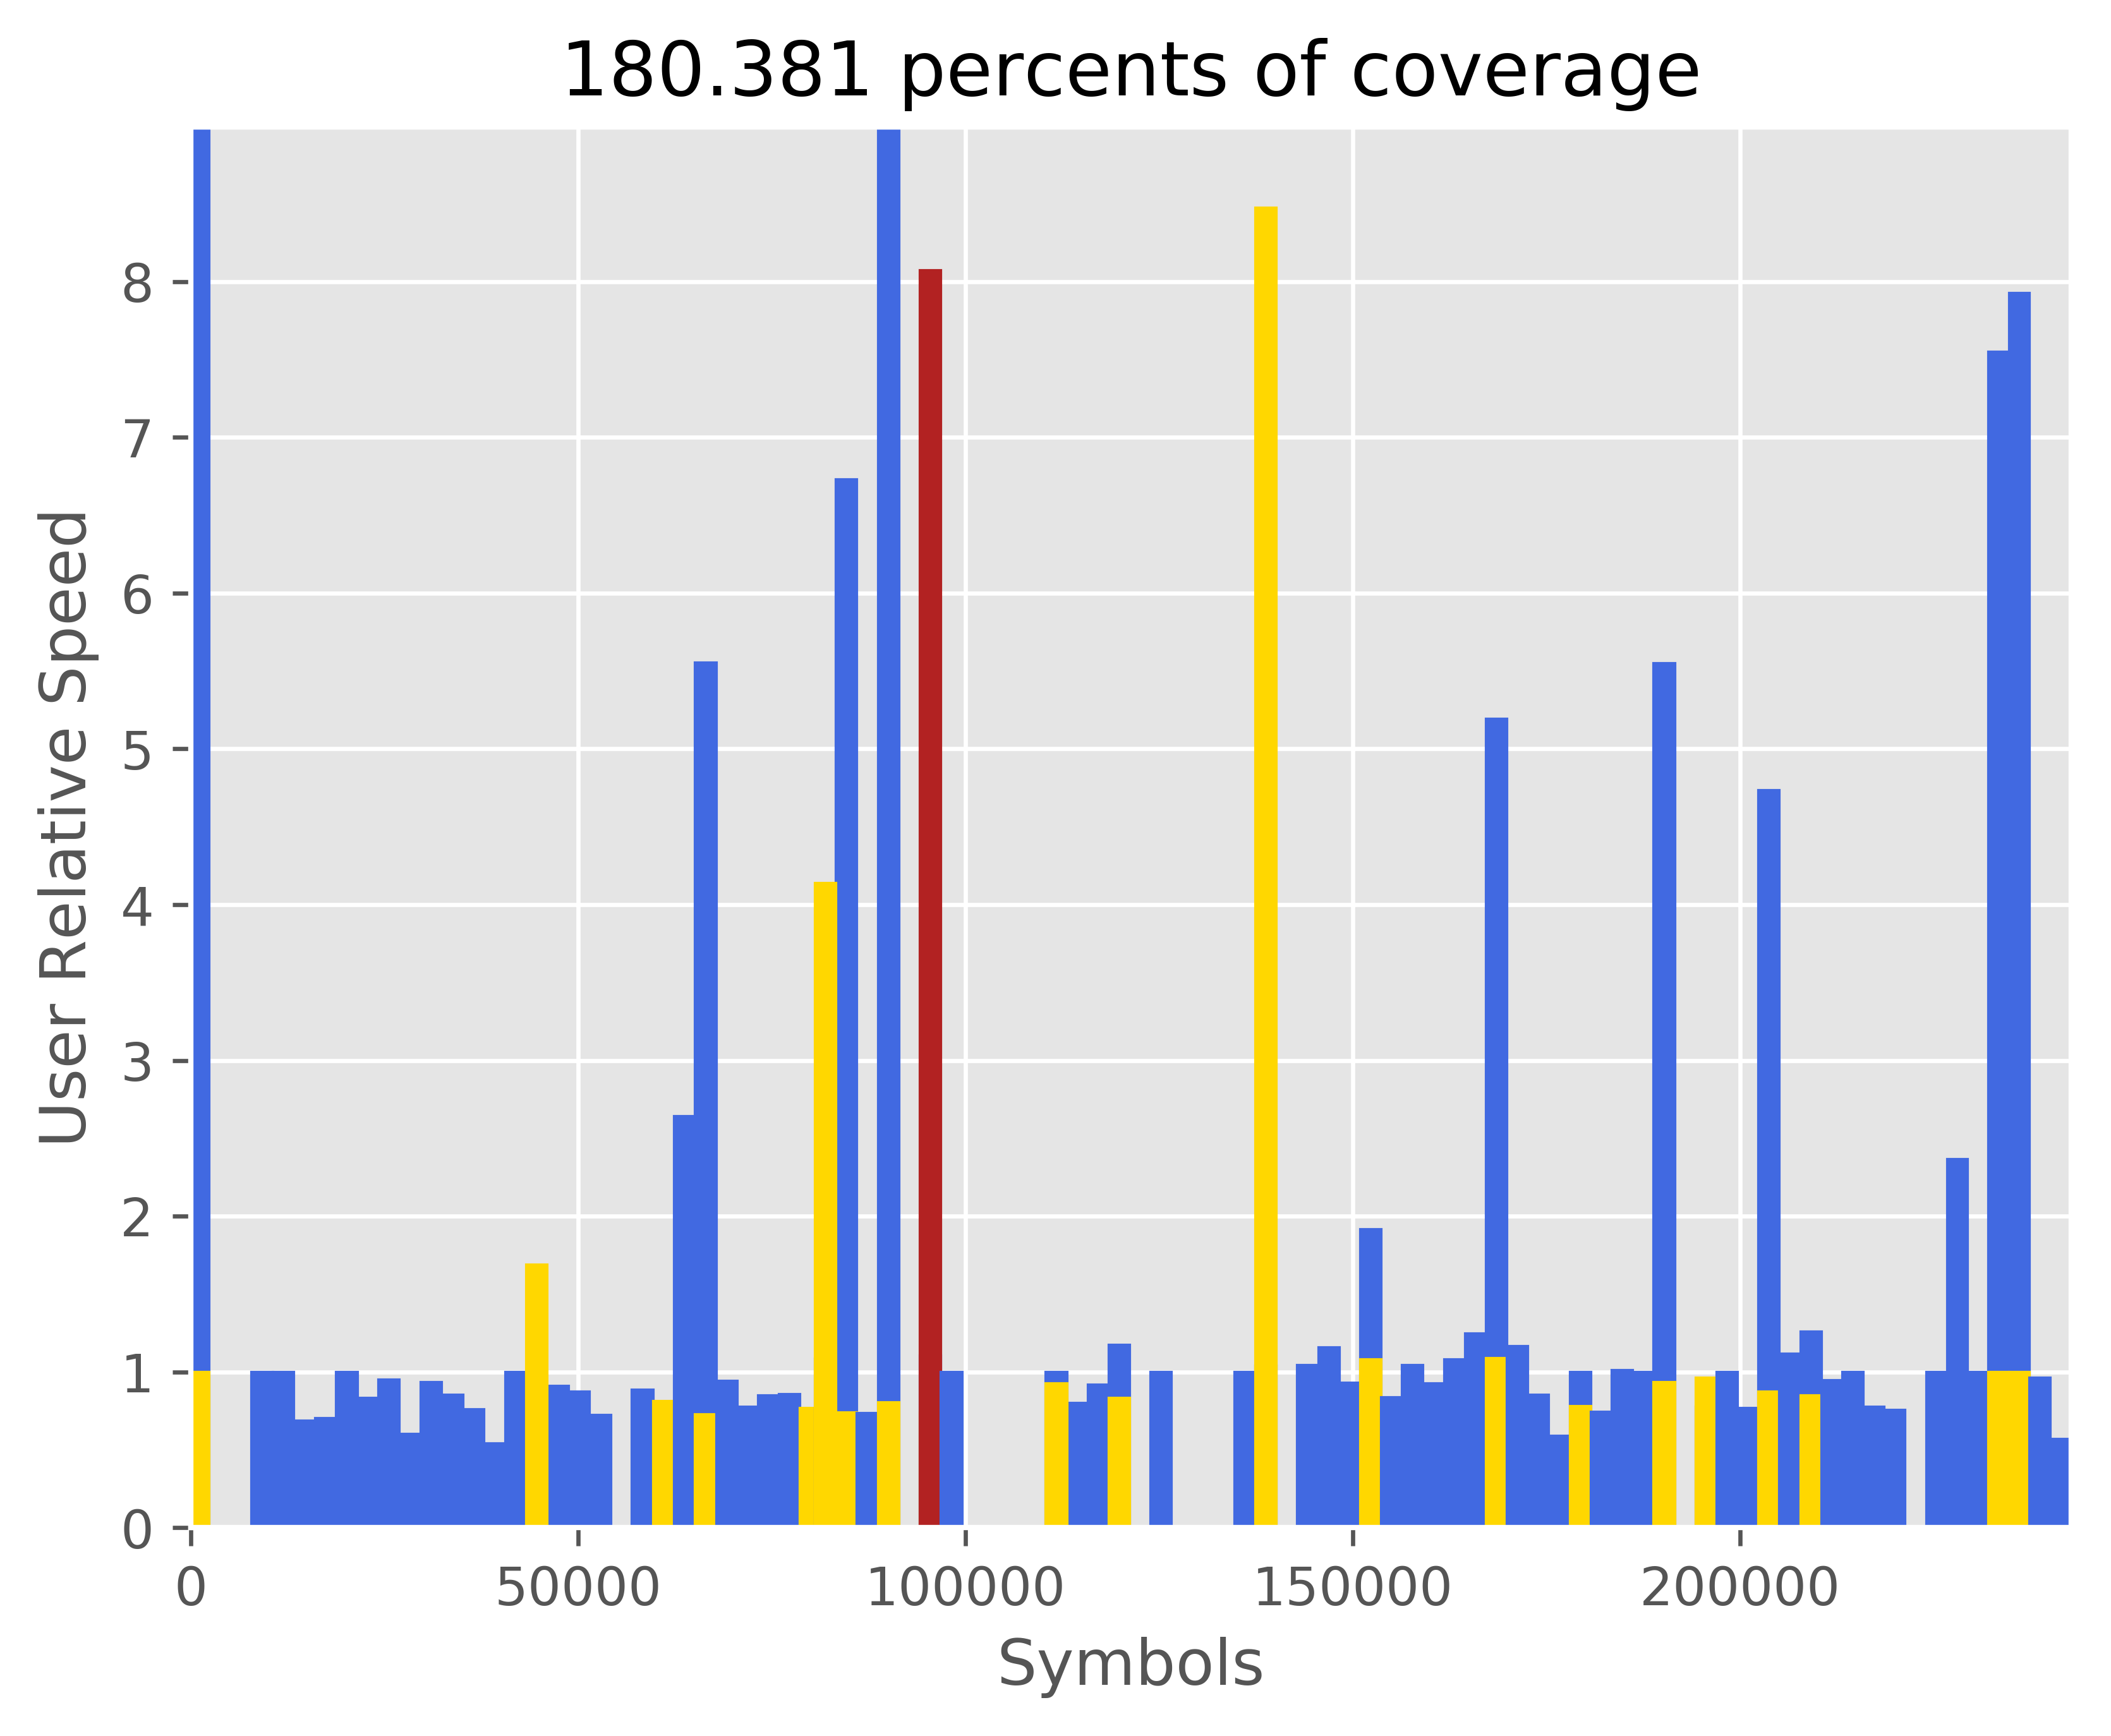 180.381 percents of coverage
User Relative Speed
8
7
6
5
4
3
2
1
0
0 50000 100000 150000 200000
Symbols